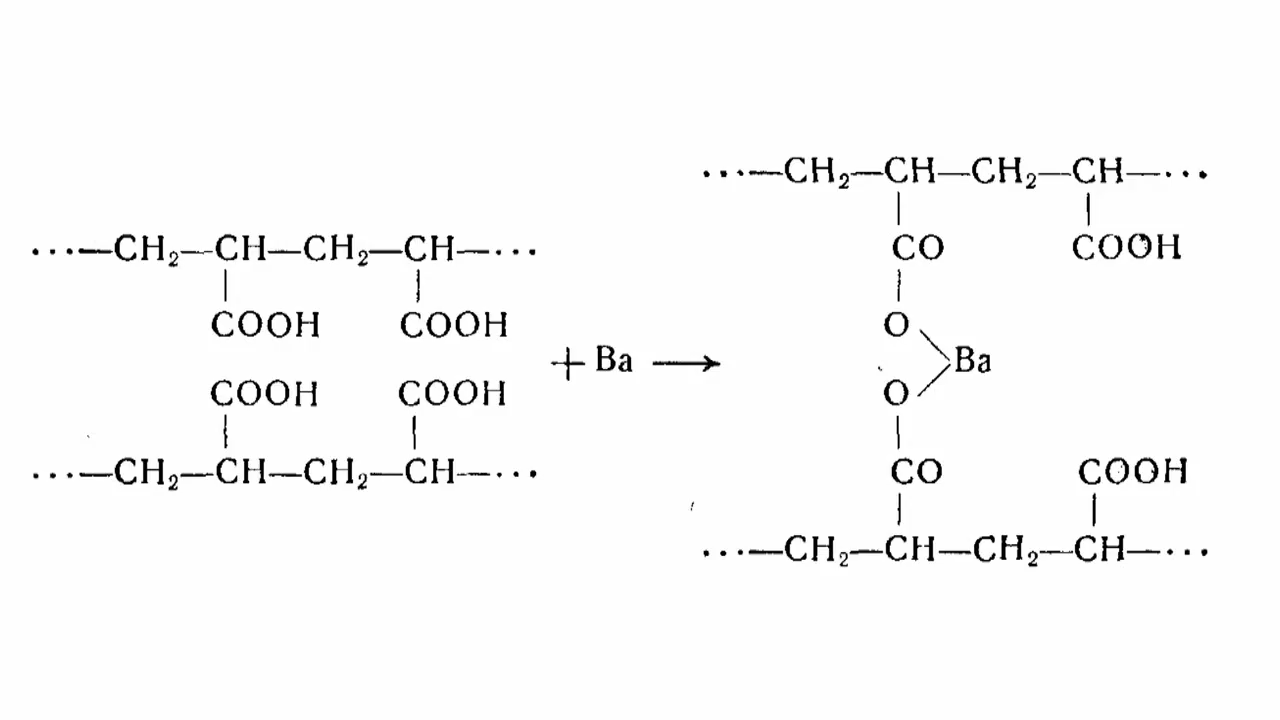 ...—CH₂—CH—CH₂—CH—...
COOH COOH
COOH COOH
...—CH₂—CH—CH₂—CH—...
+ Ba →
...—CH₂—CH—CH₂—CH—...
CO COOH
O
Ba
O
CO COOH
...—CH₂—CH—CH₂—CH—...